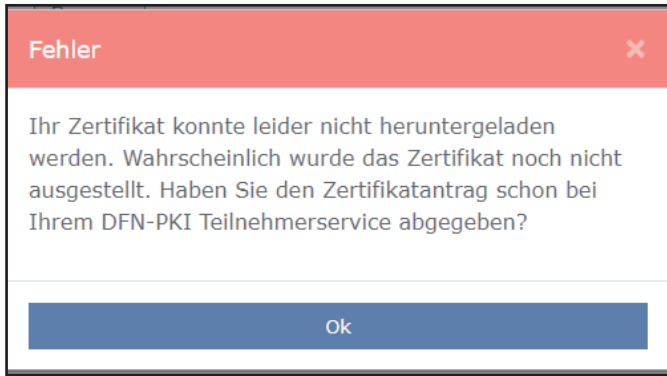 Fehler
×
Ihr Zertifikat konnte leider nicht heruntergeladen
werden. Wahrscheinlich wurde das Zertifikat noch nicht
ausgestellt. Haben Sie den Zertifikatantrag schon bei
Ihrem DFN-PKI Teilnehmerservice abgegeben?
Ok